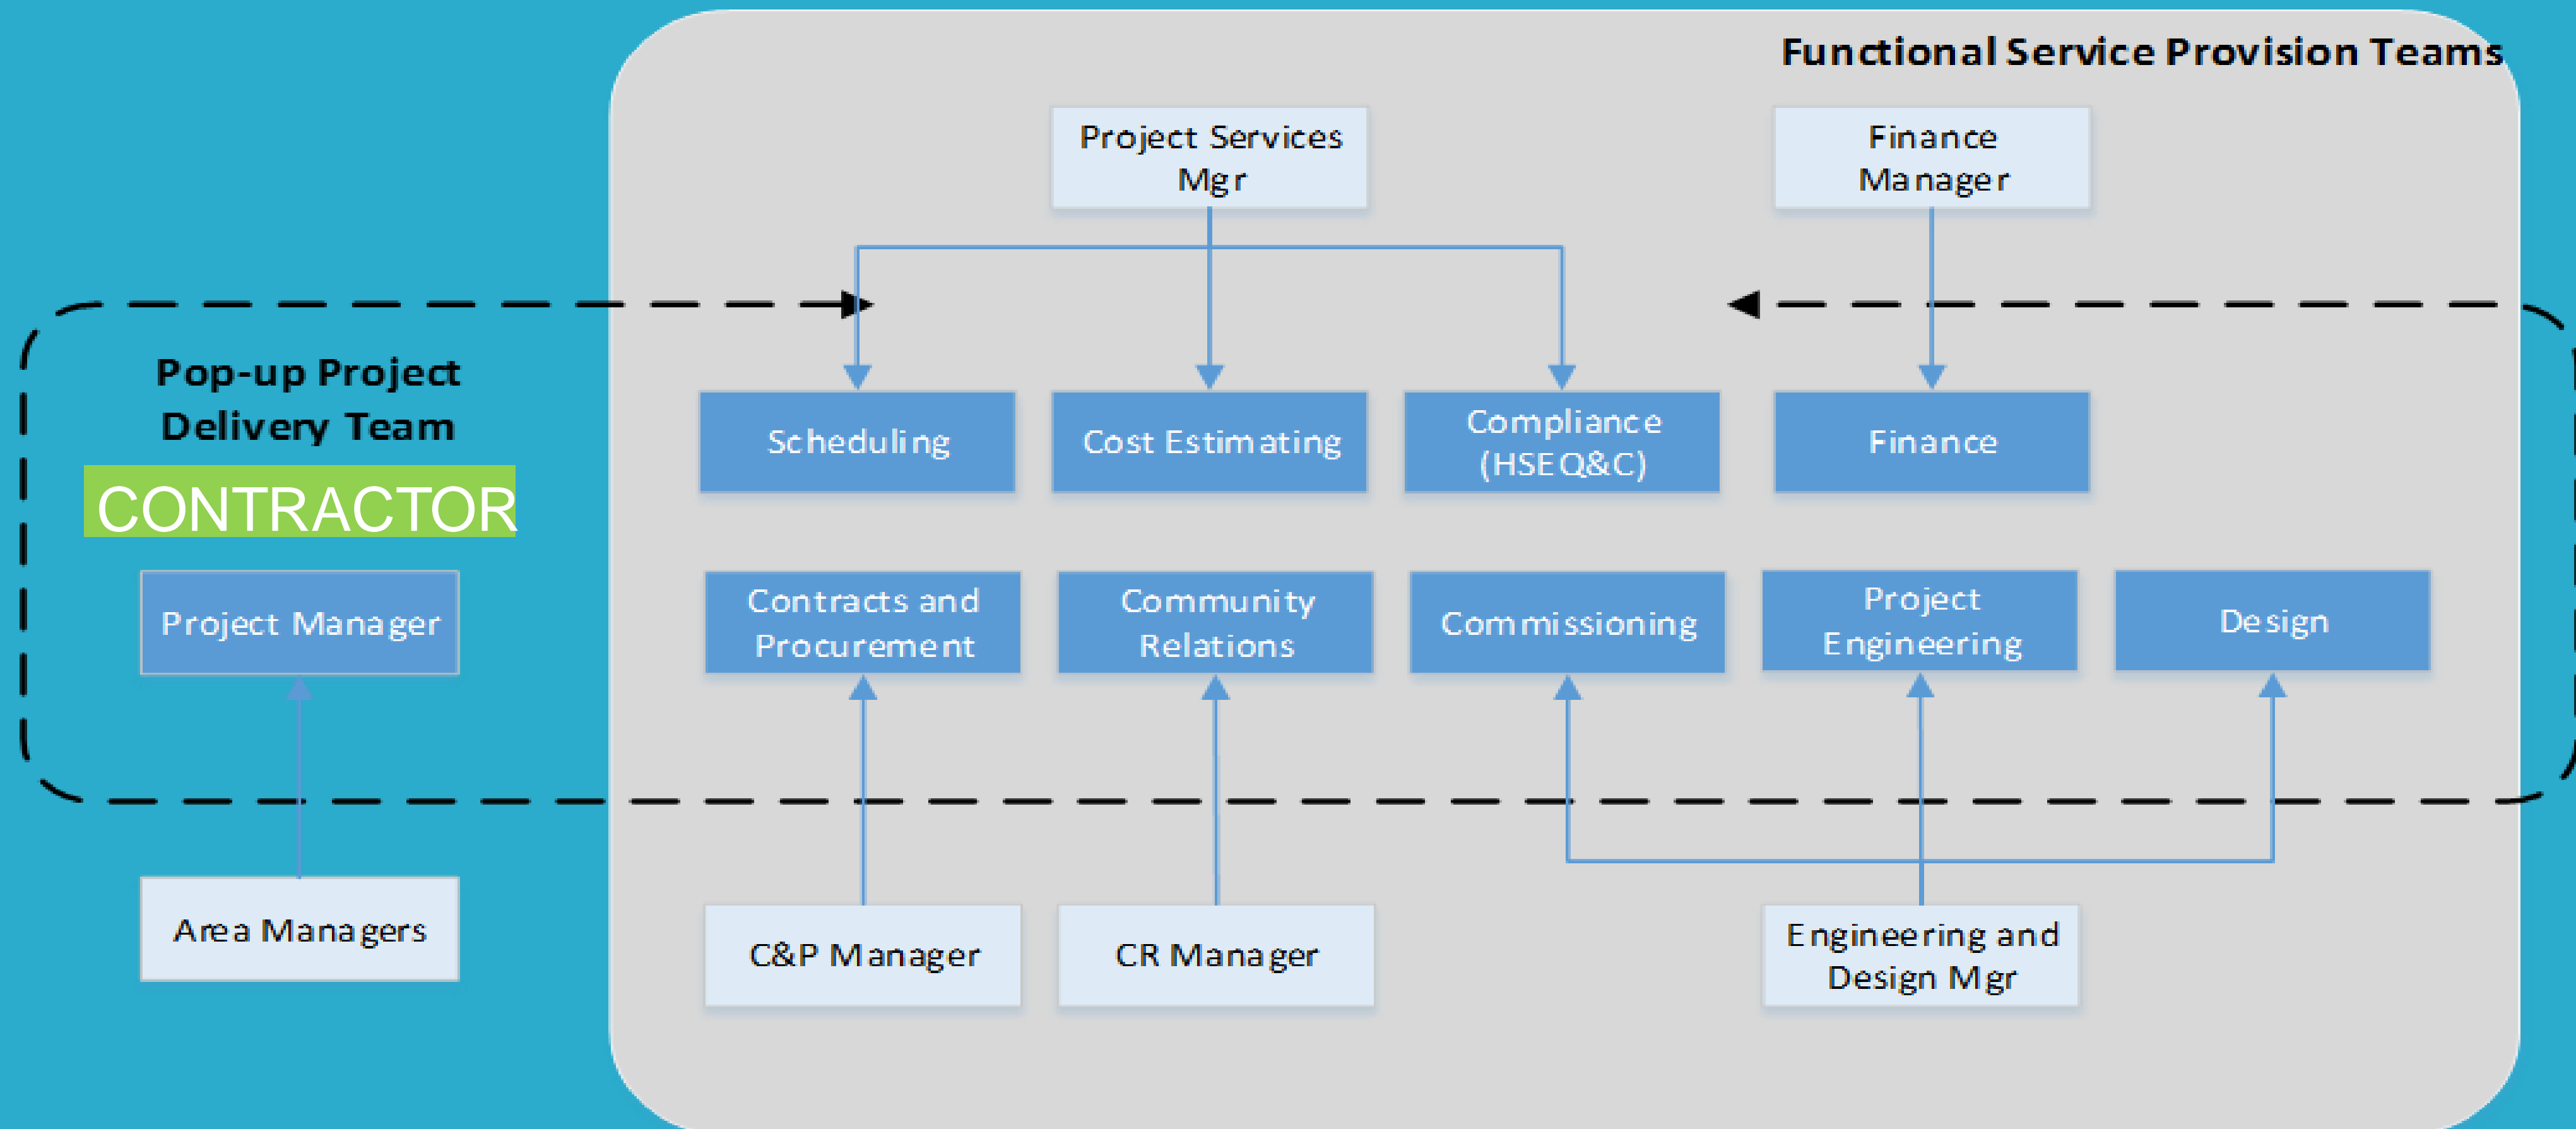 Functional Service Provision Teams
Project Services
Mgr
Finance
Manager
Pop-up Project
Delivery Team
CONTRACTOR
Scheduling
Cost Estimating
Compliance
(HSEQ&C)
Finance
Project Manager
Contracts and
Procurement
Community
Relations
Commissioning
Project
Engineering
Design
Area Managers
C&P Manager
CR Manager
Engineering and
Design Mgr